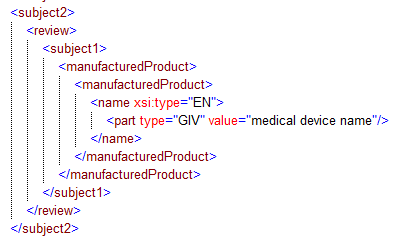 <subject2>
<review>
<subject1>
<manufacturedProduct>
<manufacturedProduct>
<name xsi:type="EN">
<part type="GIV" value="medical device name"/>
</name>
</manufacturedProduct>
</manufacturedProduct>
</subject1>
</review>
</subject2>